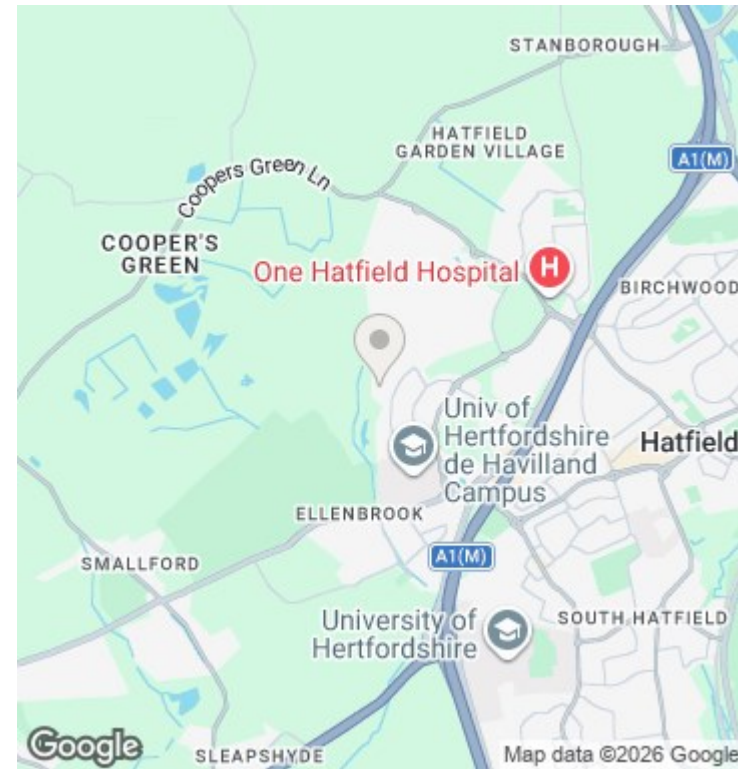 STANBOROUGH
HATFIELD
GARDEN VILLAGE
A1(M)
Coopers Green Ln
COOPER'S
GREEN
One Hatfield Hospital
H
BIRCHWOOD
Univ of
Hertfordshire
de Havilland
Campus
Hatfield
ELLENBROOK
A1(M)
SMALLFORD
University of
Hertfordshire
SOUTH HATFIELD
Google
SLEAPSHYDE
Map data ©2026 Google